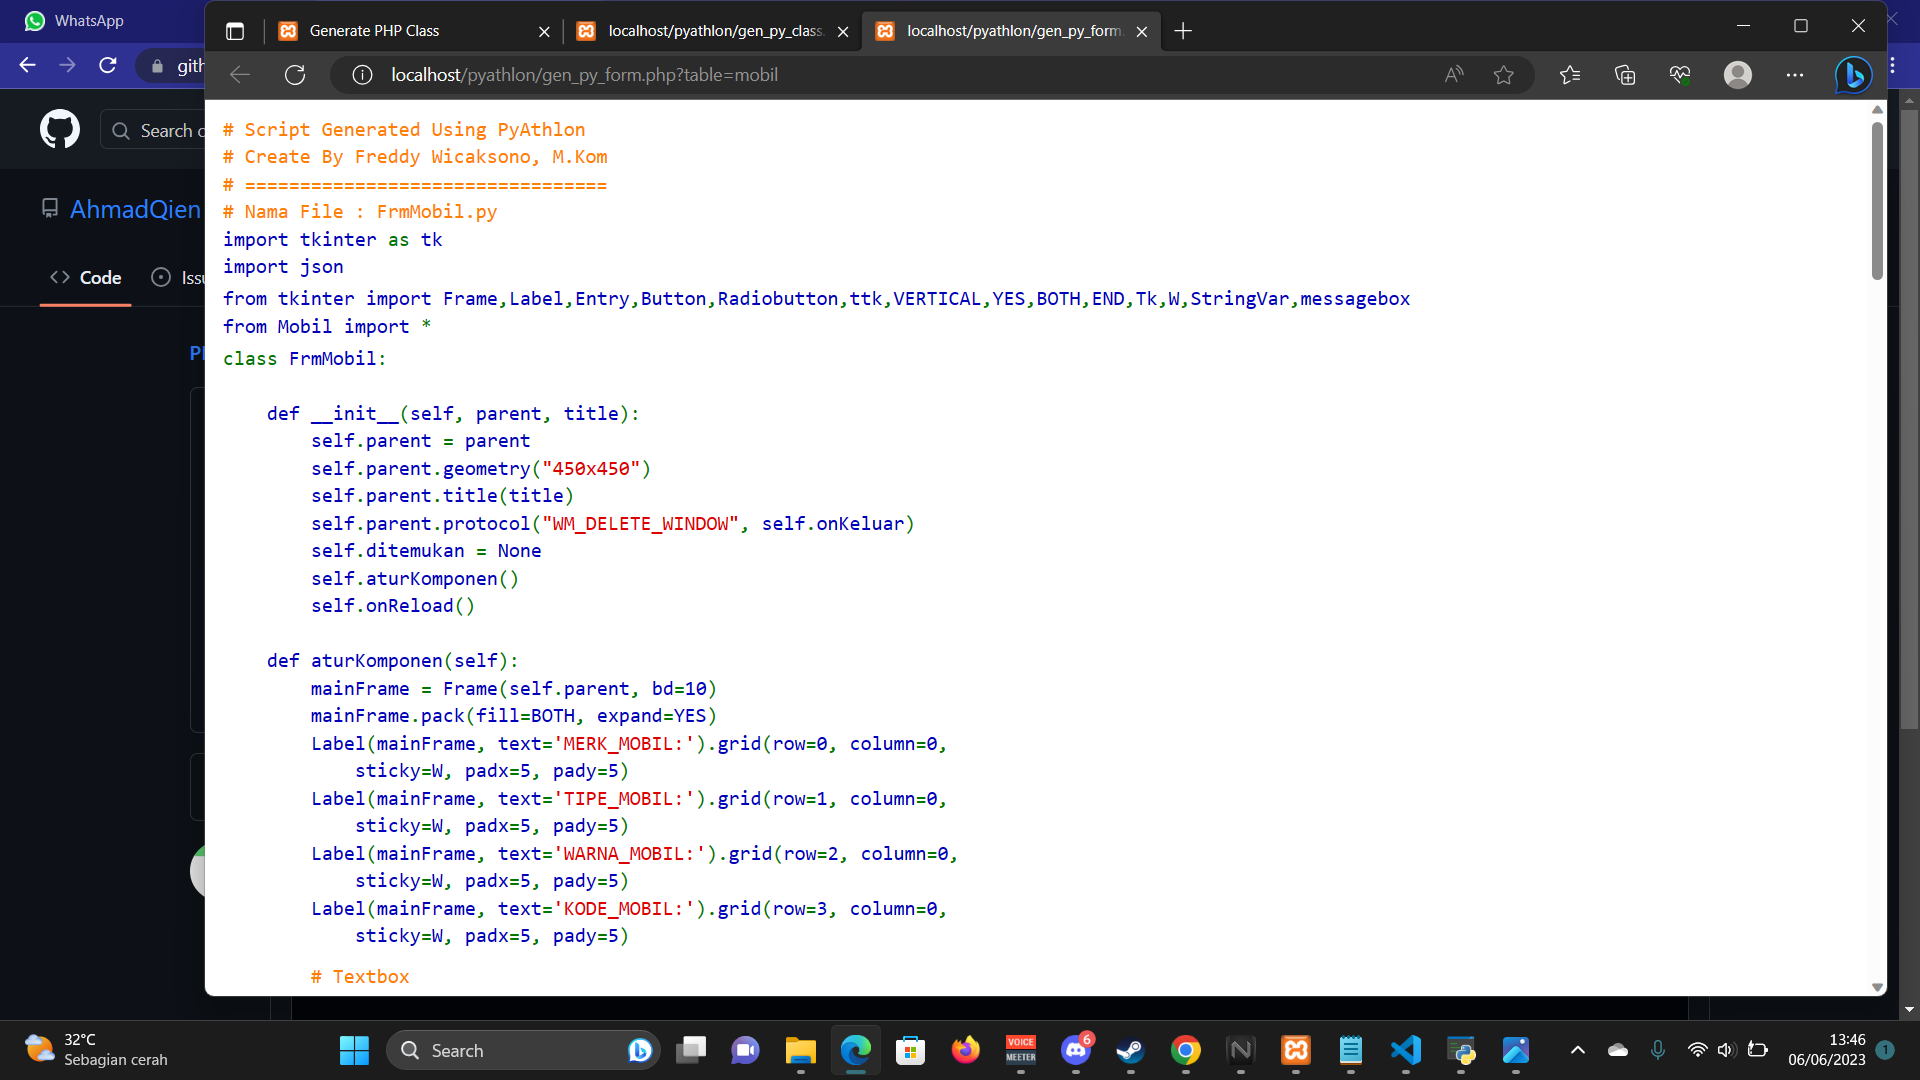 WhatsApp
Generate PHP Class
localhost/pyathlon/gen_py_class.
localhost/pyathlon/gen_py_form.
gith
localhost/pyathlon/gen_py_form.php?table=mobil
Search o
AhmadQien
Code
Issu
# Script Generated Using PyAthlon
# Create By Freddy Wicaksono, M.Kom
# =================================
# Nama File : FrmMobil.py
import tkinter as tk
import json
from tkinter import Frame,Label,Entry,Button,Radiobutton,ttk,VERTICAL,YES,BOTH,END,Tk,W,StringVar,messagebox
from Mobil import *
class FrmMobil:
    def __init__(self, parent, title):
        self.parent = parent
        self.parent.geometry("450x450")
        self.parent.title(title)
        self.parent.protocol("WM_DELETE_WINDOW", self.onKeluar)
        self.ditemukan = None
        self.aturKomponen()
        self.onReload()
    def aturKomponen(self):
        mainFrame = Frame(self.parent, bd=10)
        mainFrame.pack(fill=BOTH, expand=YES)
        Label(mainFrame, text='MERK_MOBIL:').grid(row=0, column=0,
            sticky=W, padx=5, pady=5)
        Label(mainFrame, text='TIPE_MOBIL:').grid(row=1, column=0,
            sticky=W, padx=5, pady=5)
        Label(mainFrame, text='WARNA_MOBIL:').grid(row=2, column=0,
            sticky=W, padx=5, pady=5)
        Label(mainFrame, text='KODE_MOBIL:').grid(row=3, column=0,
            sticky=W, padx=5, pady=5)
        # Textbox
32°C
Sebagian cerah
Search
VOICE
MEETER
6
13:46
06/06/2023
1